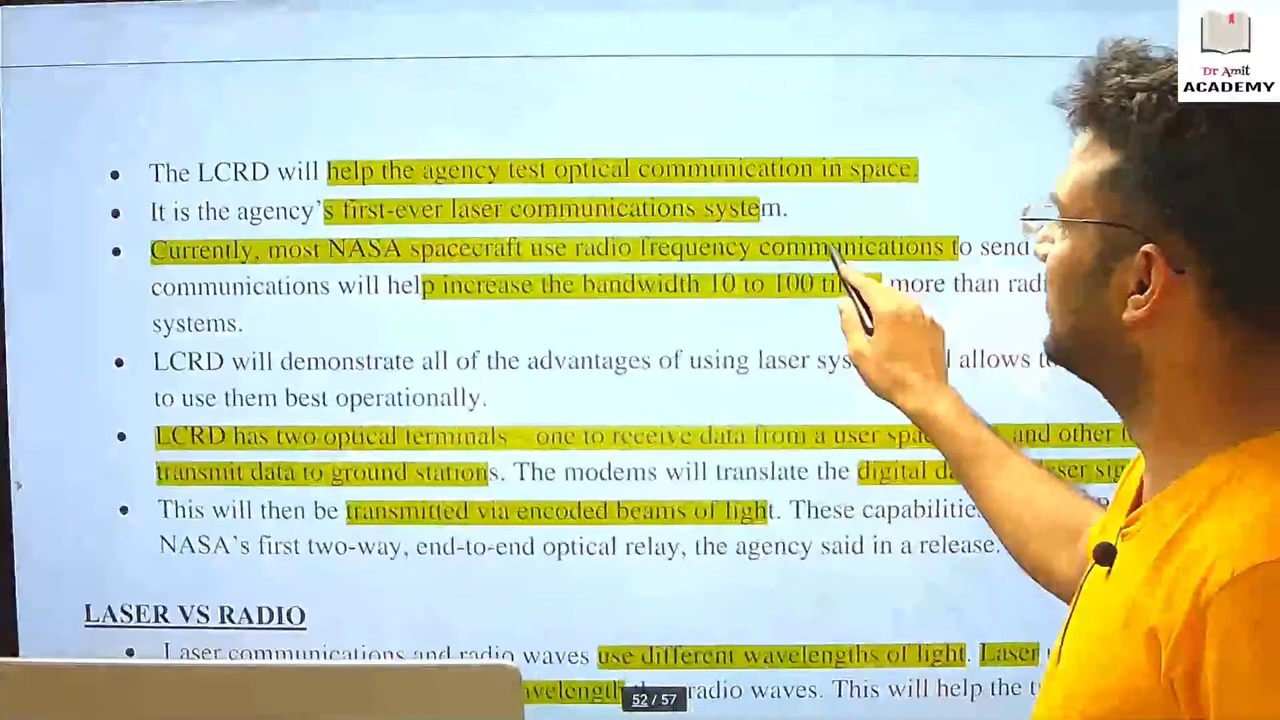 Dr Amit
ACADEMY
The LCRD will help the agency test optical communication in space.
It is the agency's first-ever laser communications system.
Currently, most NASA spacecraft use radio frequency communications to send
communications will help increase the bandwidth 10 to 100 more than
systems.
LCRD will demonstrate all of the advantages of using laser allows
to use them best operationally.
LCRD has two optical terminals – one to receive data from a user and other
transmit data to ground stations. The modems will translate the digital
This will then be transmitted via encoded beams of light. These
NASA's first two-way, end-to-end optical relay, the agency said in a release.
LASER VS RADIO
Laser communications and radio waves use different wavelengths of light. Laser
radio waves. This will help the
52 / 57